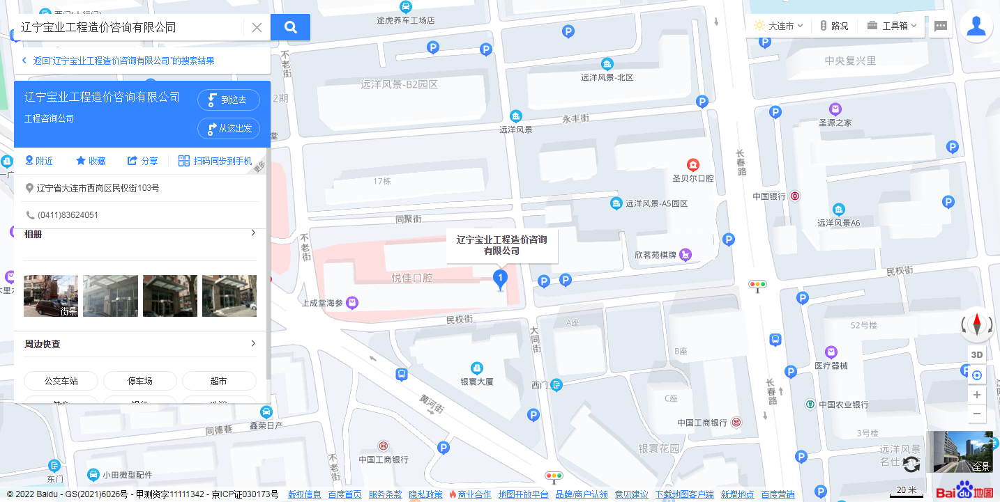 西门(大行门)
途虎养车工场店
辽宁宝业工程造价咨询有限公司
大连市
路况
工具箱
返回"辽宁宝业工程造价咨询有限公司"的搜索结果
不老街
中央复兴里
远洋风景-北区
远洋风景-B2园区
辽宁宝业工程造价咨询有限公司
到这去
2期
工程咨询公司
从这出发
永丰街
圣源之家
远洋风景
堂
附近
收藏
分享
扫码同步到手机
更多
长春路
圣贝尔口腔
17栋
辽宁省大连市西岗区民权街103号
中国银行
远洋风景-A5园区
(0411)83624051
同聚街
远洋风景A6
相册
不老街
辽宁宝业工程造价咨询
有限公司
欣茗苑棋牌
民权街
悦佳口腔
1
街景
上成堂海参
民权街
A座
52号楼
大同街
周边快查
B座
3D
医疗器械
公交车站
停车场
超市
银寰大厦
西门
长春路
黄河街
C座
中国农业银行
美食
银行
洗浴
鑫荣日产
中国工商银行
同德巷
3号楼
银寰花园
远洋风景
中国工商银行
不老街
东门
小田微型配件
全景
20 米
© 2022 Baidu - GS(2021)6026号 - 甲测资字11111342 - 京ICP证030173号
版权信息
百度首页
服务条款
隐私政策
商业合作
地图开放平台
品牌/商户认领
意见建议
下载地图客户端
新增地点
百度营销
Bai du 地图